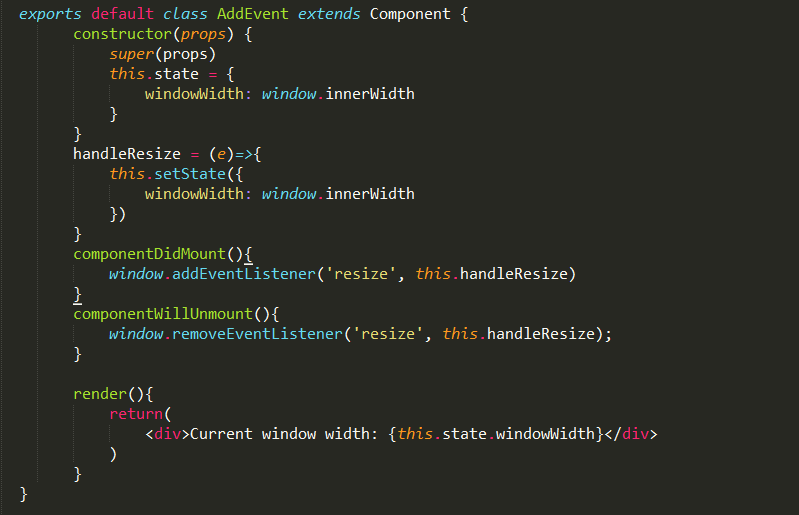 exports default class AddEvent extends Component {
constructor(props) {
super(props)
this.state = {
windowWidth: window.innerWidth
}
}
handleResize = (e)=>{
this.setState({
windowWidth: window.innerWidth
})
}
componentDidMount(){
window.addEventListener('resize', this.handleResize)
}
componentWillUnmount(){
window.removeEventListener('resize', this.handleResize);
}
render(){
return(
<div>Current window width: {this.state.windowWidth}</div>
)
}
}